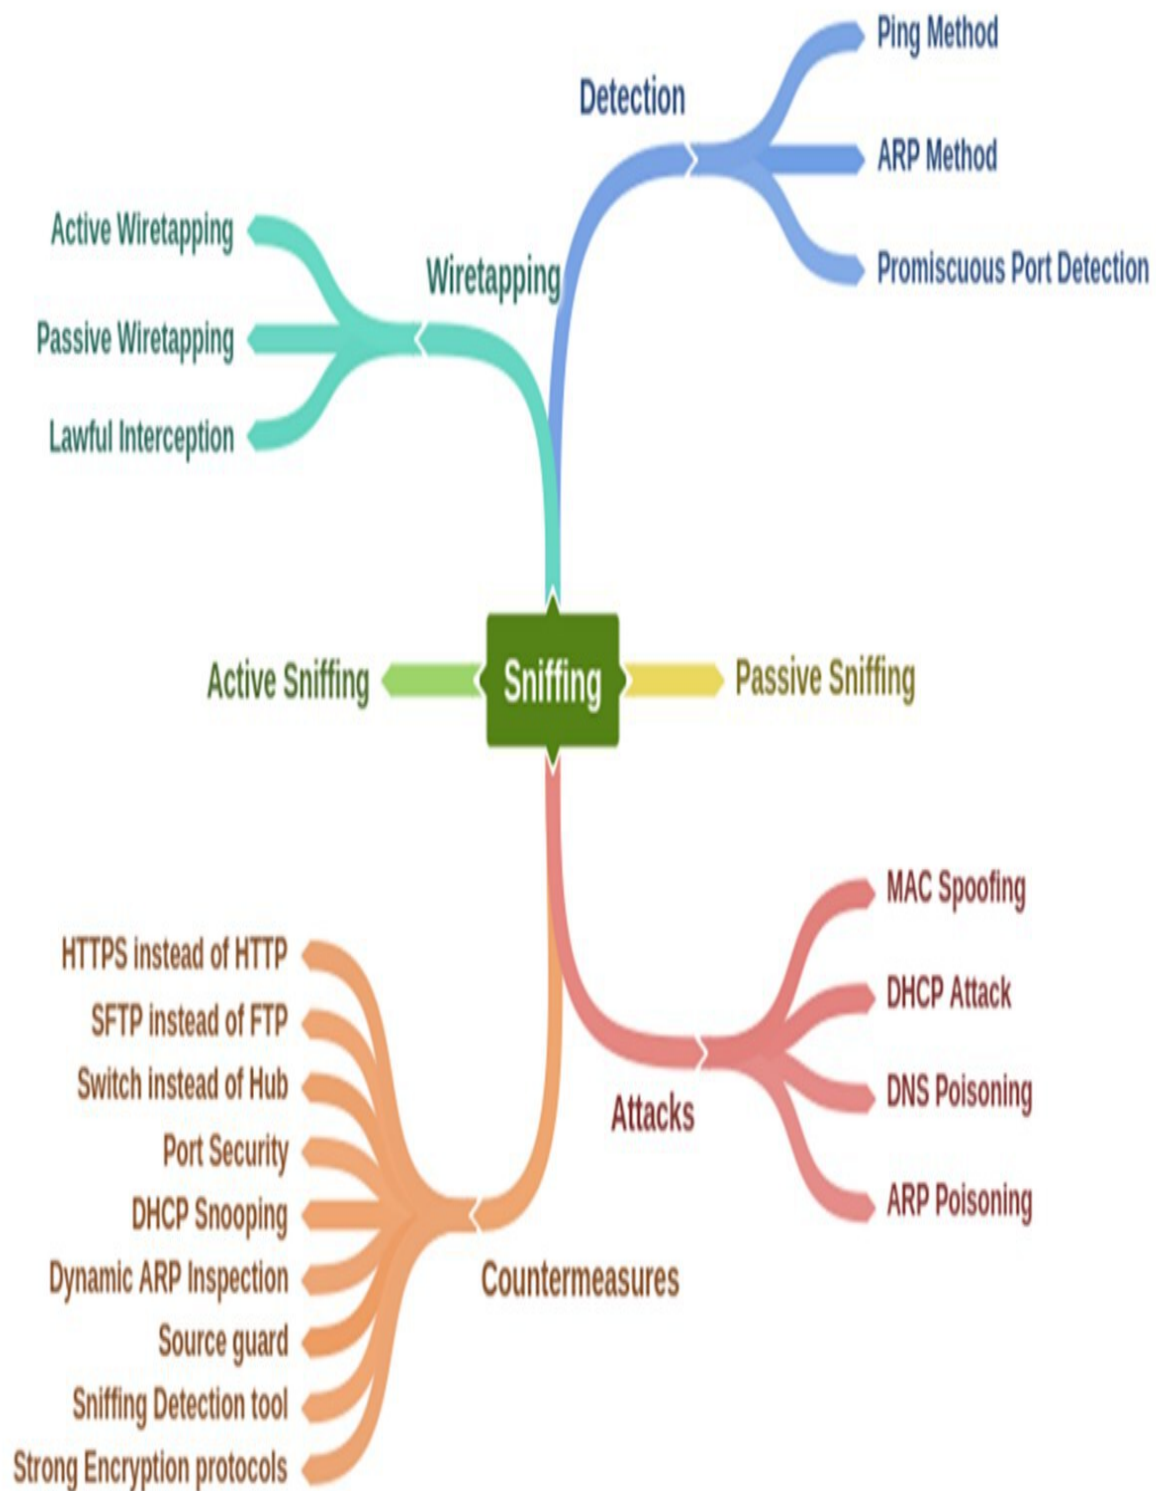 Ping Method
Detection
ARP Method
Promiscuous Port Detection
Active Wiretapping
Wiretapping
Passive Wiretapping
Lawful Interception
Active Sniffing
Sniffing
Passive Sniffing
MAC Spoofing
DHCP Attack
DNS Poisoning
ARP Poisoning
Attacks
HTTPS instead of HTTP
SFTP instead of FTP
Switch instead of Hub
Port Security
DHCP Snooping
Dynamic ARP Inspection
Source guard
Sniffing Detection tool
Strong Encryption protocols
Countermeasures